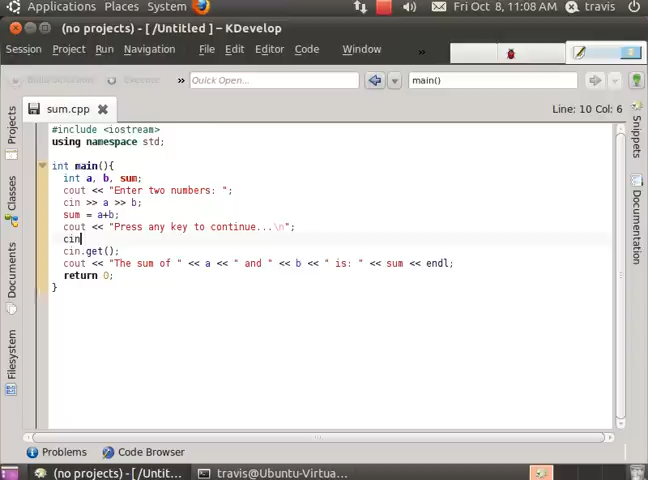 Applications Places System Fri Oct 8, 11:08 AM travis
(no projects) - [ /Untitled ] – KDevelop
Session Project Run Navigation File Edit Editor Code Window »
Execute » Quick Open... main()
sum.cpp Line: 10 Col: 6
#include <iostream>
using namespace std;
int main(){
int a, b, sum;
cout << "Enter two numbers: ";
cin >> a >> b;
sum = a+b;
cout << "Press any key to continue...\n";
cin
cin.get();
cout << "The sum of " << a << " and " << b << " is: " << sum << endl;
return 0;
}
Projects
Classes
Documents
Filesystem
Snippets
Documentation
Problems Code Browser
(no projects) - [ /Untit... travis@Ubuntu-Virtua...